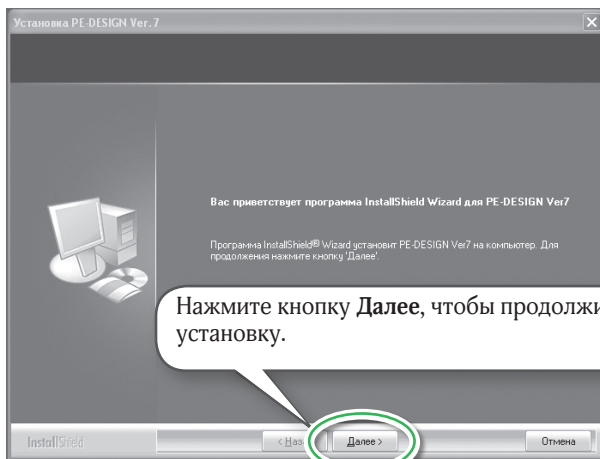 Установка PE-DESIGN Ver. 7
Вас приветствует программа InstallShield Wizard для PE-DESIGN Ver7
Программа InstallShield® Wizard установит PE-DESIGN Ver7 на компьютер. Для
продолжения нажмите кнопку 'Далее'.
Нажмите кнопку Далее, чтобы
установку.
InstallShield
Далее >
Отмена